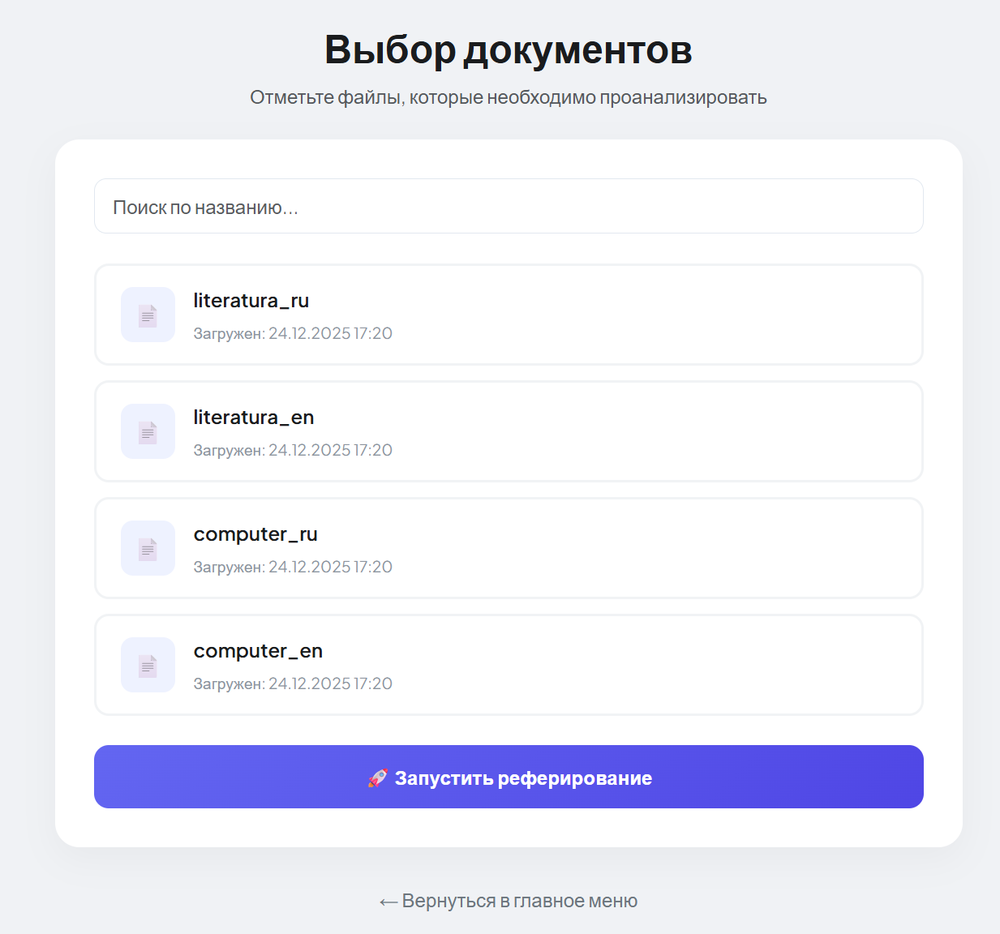 Выбор документов
Отметьте файлы, которые необходимо проанализировать
Поиск по названию...
literatura_ru
Загружен: 24.12.2025 17:20
literatura_en
Загружен: 24.12.2025 17:20
computer_ru
Загружен: 24.12.2025 17:20
computer_en
Загружен: 24.12.2025 17:20
🚀 Запустить реферирование
← Вернуться в главное меню